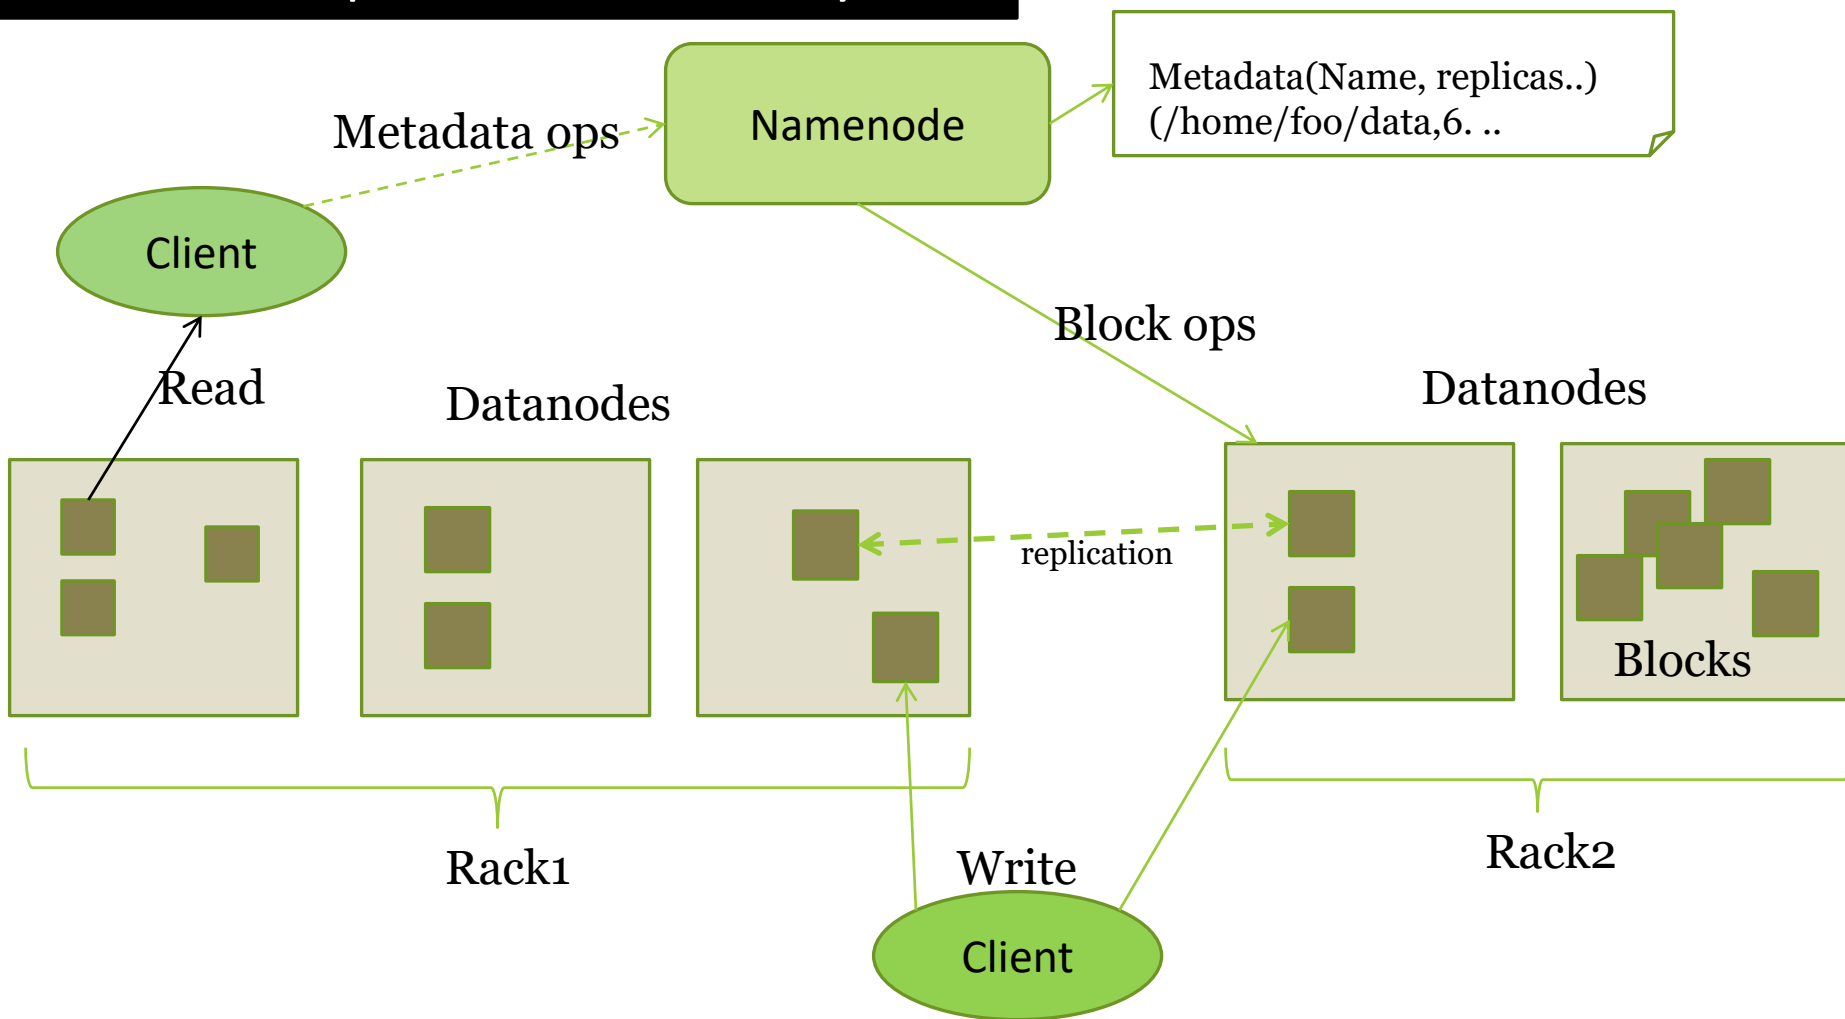 Metadata(Name, replicas..)
(/home/foo/data,6. ..
Namenode
Metadata ops
Client
Block ops
Read
Datanodes
Datanodes
replication
Blocks
Rack1
Write
Rack2
Client